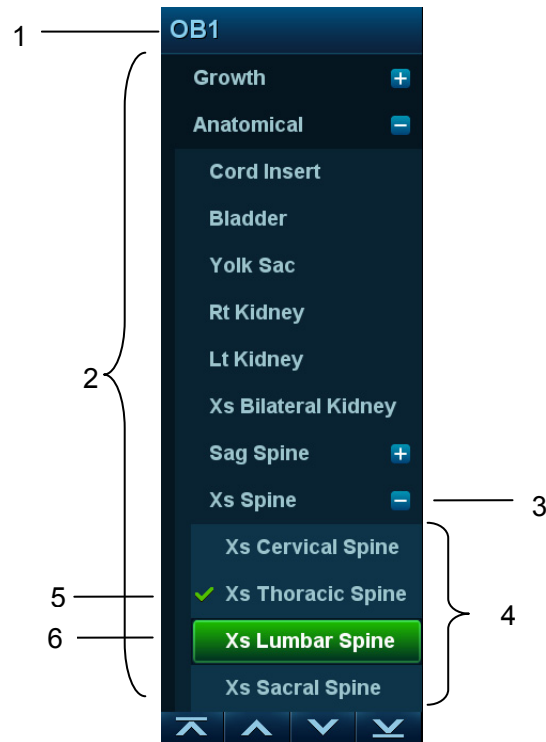 1
OB1
Growth
Anatomical
Cord Insert
Bladder
Yolk Sac
Rt Kidney
Lt Kidney
2
Xs Bilateral Kidney
Sag Spine
Xs Spine
3
Xs Cervical Spine
5
Xs Thoracic Spine
4
6
Xs Lumbar Spine
Xs Sacral Spine